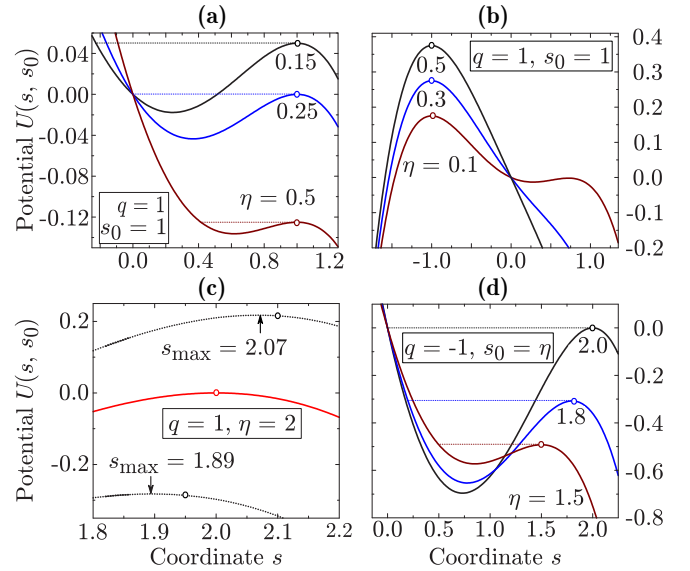 (a)
(b)
Potential U(s, s₀)
0.04
0.00
-0.04
-0.08
-0.12
0.15
0.25
η = 0.5
q = 1
s₀ = 1
0.0
0.4
0.8
1.2
q = 1, s₀ = 1
0.5
0.3
η = 0.1
0.4
0.3
0.2
0.1
0.0
-0.1
-0.2
-1.0
0.0
1.0
(c)
(d)
Potential U(s, s₀)
0.2
0.0
-0.2
s_max = 2.07
q = 1, η = 2
s_max = 1.89
1.8
1.9
2.0
2.1
2.2
Coordinate s
q = -1, s₀ = η
2.0
1.8
η = 1.5
0.0
-0.2
-0.4
-0.6
-0.8
0.0
0.5
1.0
1.5
2.0
Coordinate s